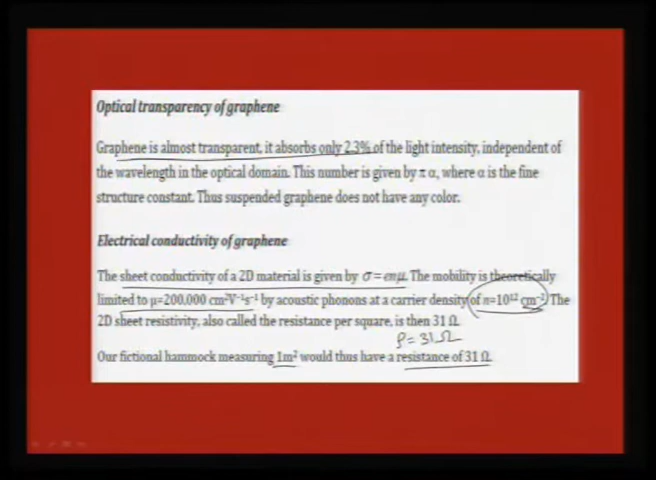 Optical transparency of graphene
Graphene is almost transparent, it absorbs only 2.3% of the light intensity, independent of
the wavelength in the optical domain. This number is given by π α, where α is the fine
structure constant. Thus suspended graphene does not have any color.
Electrical conductivity of graphene
The sheet conductivity of a 2D material is given by σ = enμ. The mobility is theoretically
limited to μ=200,000 cm²V⁻¹s⁻¹ by acoustic phonons at a carrier density of n=10¹² cm⁻². The
2D sheet resistivity, also called the resistance per square, is then 31 Ω.
ρ = 31 Ω
Our fictional hammock measuring 1m² would thus have a resistance of 31 Ω.